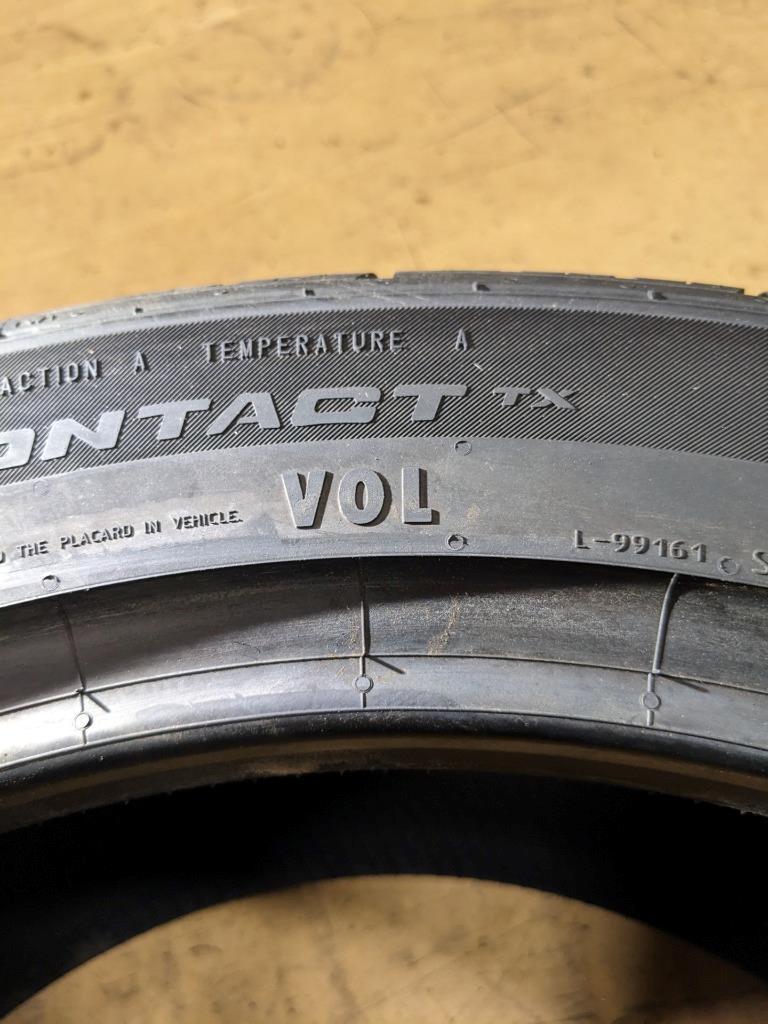 ACTION A TEMPERATURE A
ONTACT TX
VOL
THE PLACARD IN VEHICLE.
L-99161